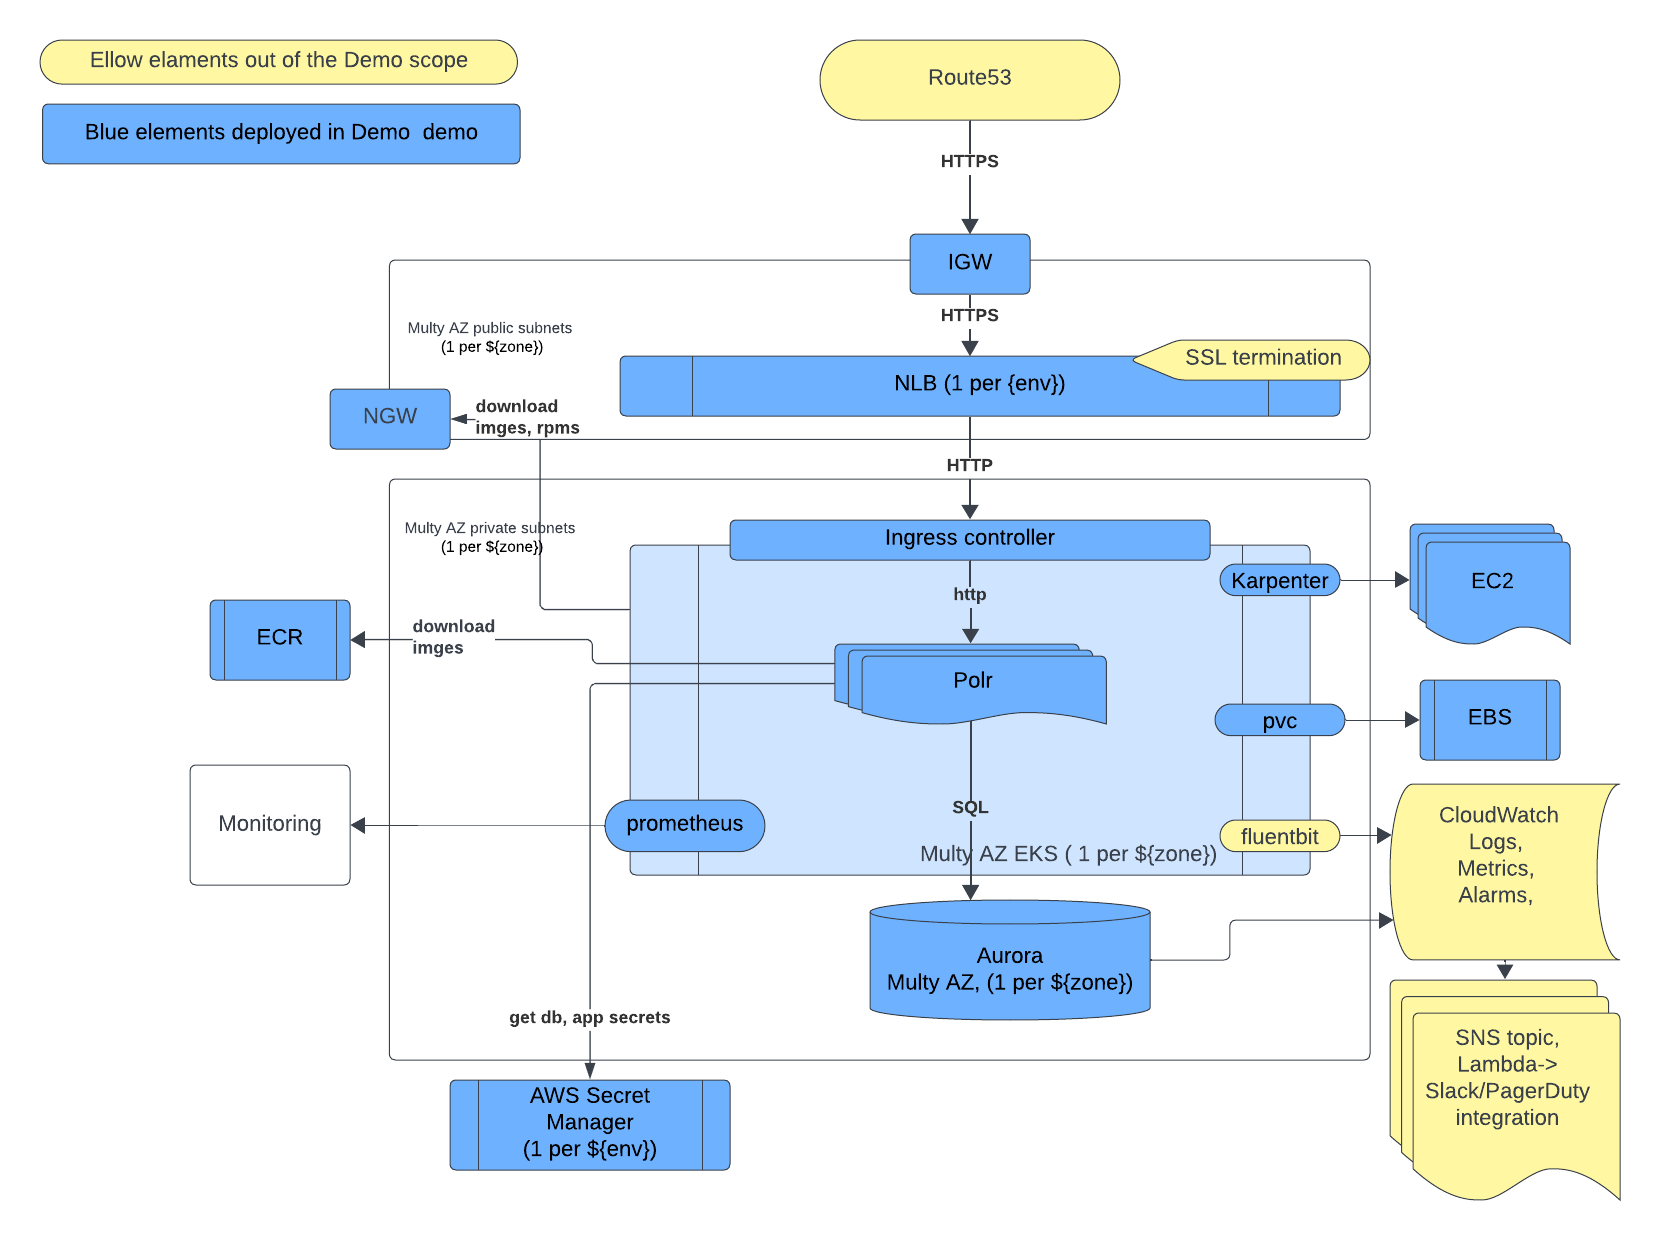 Ellow elaments out of the Demo scope
Blue elements deployed in Demo  demo
Route53
HTTPS
IGW
HTTPS
Multy AZ public subnets
(1 per ${zone})
SSL termination
NLB (1 per {env})
NGW
download
imges, rpms
HTTP
Multy AZ private subnets
(1 per ${zone})
Ingress controller
http
Karpenter
EC2
ECR
download
imges
Polr
pvc
EBS
Monitoring
prometheus
SQL
fluentbit
Multy AZ EKS ( 1 per ${zone})
CloudWatch
Logs,
Metrics,
Alarms,
Aurora
Multy AZ, (1 per ${zone})
get db, app secrets
SNS topic,
Lambda->
Slack/PagerDuty
integration
AWS Secret
Manager
(1 per ${env})